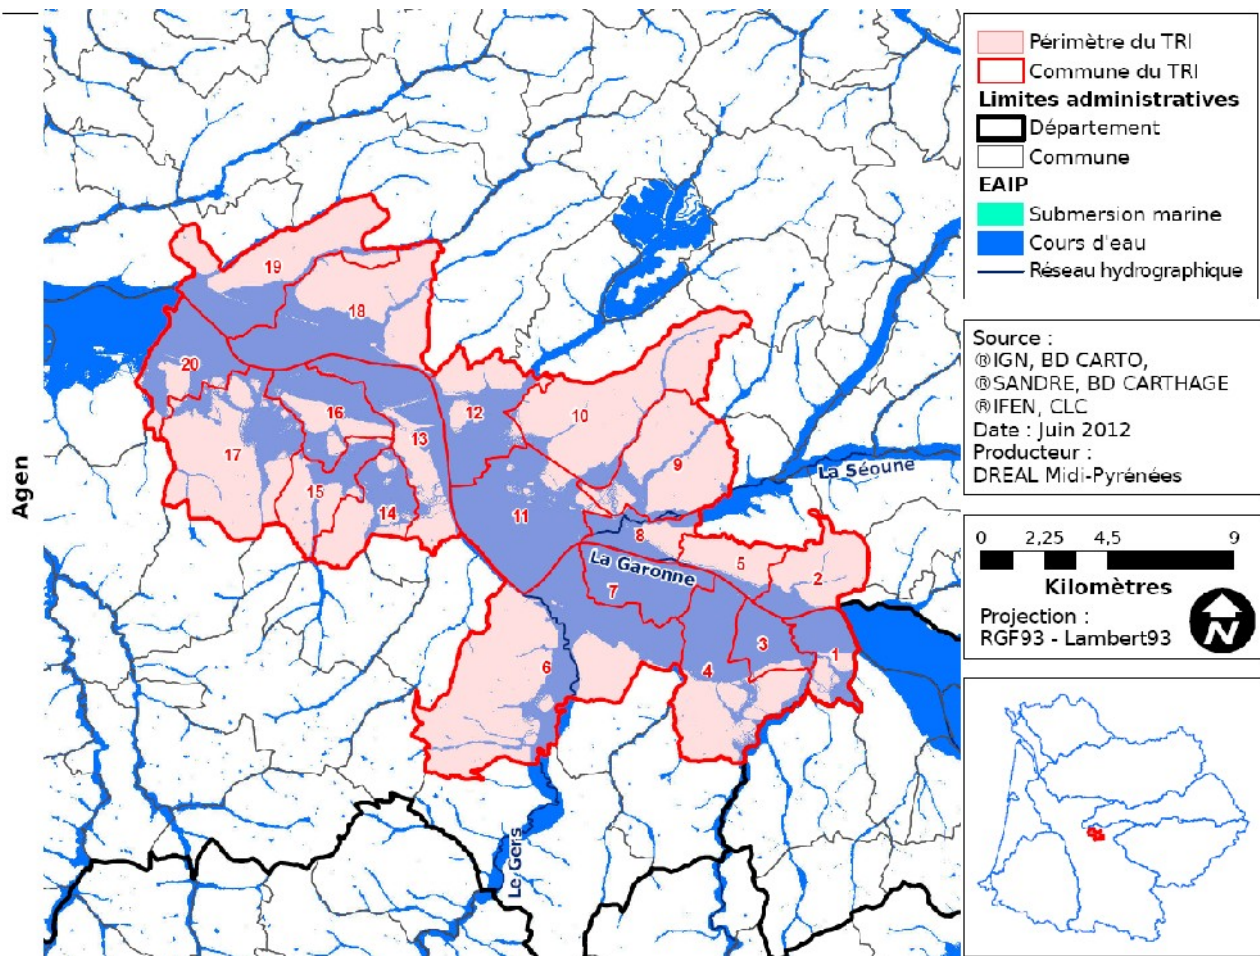 Agen
19
18
20
16
12
10
13
17
9
La Séoune
15
14
11
8
La Garonne
5
2
7
3
1
6
4
Le Gers
Périmètre du TRI
Commune du TRI
Limites administratives
Département
Commune
EAIP
Submersion marine
Cours d'eau
Réseau hydrographique
Source :
®IGN, BD CARTO,
®SANDRE, BD CARTHAGE
®IFEN, CLC
Date : Juin 2012
Producteur :
DREAL Midi-Pyrénées
0 2,25 4,5 9
Kilomètres
Projection :
RGF93 - Lambert93
N